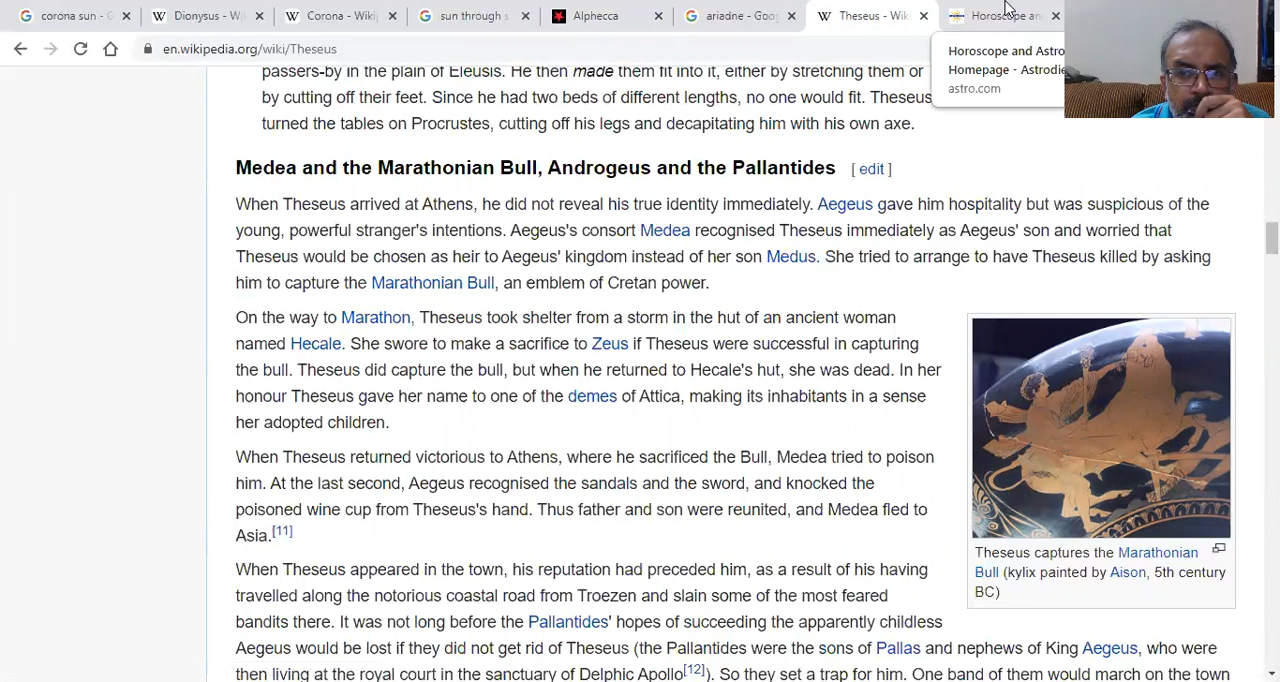 corona sun - G
Dionysus - Wi
Corona - Wikip
sun through s
Alphecca
ariadne - Goog
Theseus - Wik
Horoscope an
en.wikipedia.org/wiki/Theseus
Horoscope and Astro
Homepage - Astrodie
astro.com
passers-by in the plain of Eleusis. He then made them fit into it, either by stretching them or
by cutting off their feet. Since he had two beds of different lengths, no one would fit. Theseus
turned the tables on Procrustes, cutting off his legs and decapitating him with his own axe.
Medea and the Marathonian Bull, Androgeus and the Pallantides [ edit ]
When Theseus arrived at Athens, he did not reveal his true identity immediately. Aegeus gave him hospitality but was suspicious of the
young, powerful stranger's intentions. Aegeus's consort Medea recognised Theseus immediately as Aegeus' son and worried that
Theseus would be chosen as heir to Aegeus' kingdom instead of her son Medus. She tried to arrange to have Theseus killed by asking
him to capture the Marathonian Bull, an emblem of Cretan power.
On the way to Marathon, Theseus took shelter from a storm in the hut of an ancient woman
named Hecale. She swore to make a sacrifice to Zeus if Theseus were successful in capturing
the bull. Theseus did capture the bull, but when he returned to Hecale's hut, she was dead. In her
honour Theseus gave her name to one of the demes of Attica, making its inhabitants in a sense
her adopted children.
When Theseus returned victorious to Athens, where he sacrificed the Bull, Medea tried to poison
him. At the last second, Aegeus recognised the sandals and the sword, and knocked the
poisoned wine cup from Theseus's hand. Thus father and son were reunited, and Medea fled to
Asia.[11]
Theseus captures the Marathonian
Bull (kylix painted by Aison, 5th century
BC)
When Theseus appeared in the town, his reputation had preceded him, as a result of his having
travelled along the notorious coastal road from Troezen and slain some of the most feared
bandits there. It was not long before the Pallantides' hopes of succeeding the apparently childless
Aegeus would be lost if they did not get rid of Theseus (the Pallantides were the sons of Pallas and nephews of King Aegeus, who were
then living at the royal court in the sanctuary of Delphic Apollo[12]). So they set a trap for him. One band of them would march on the town